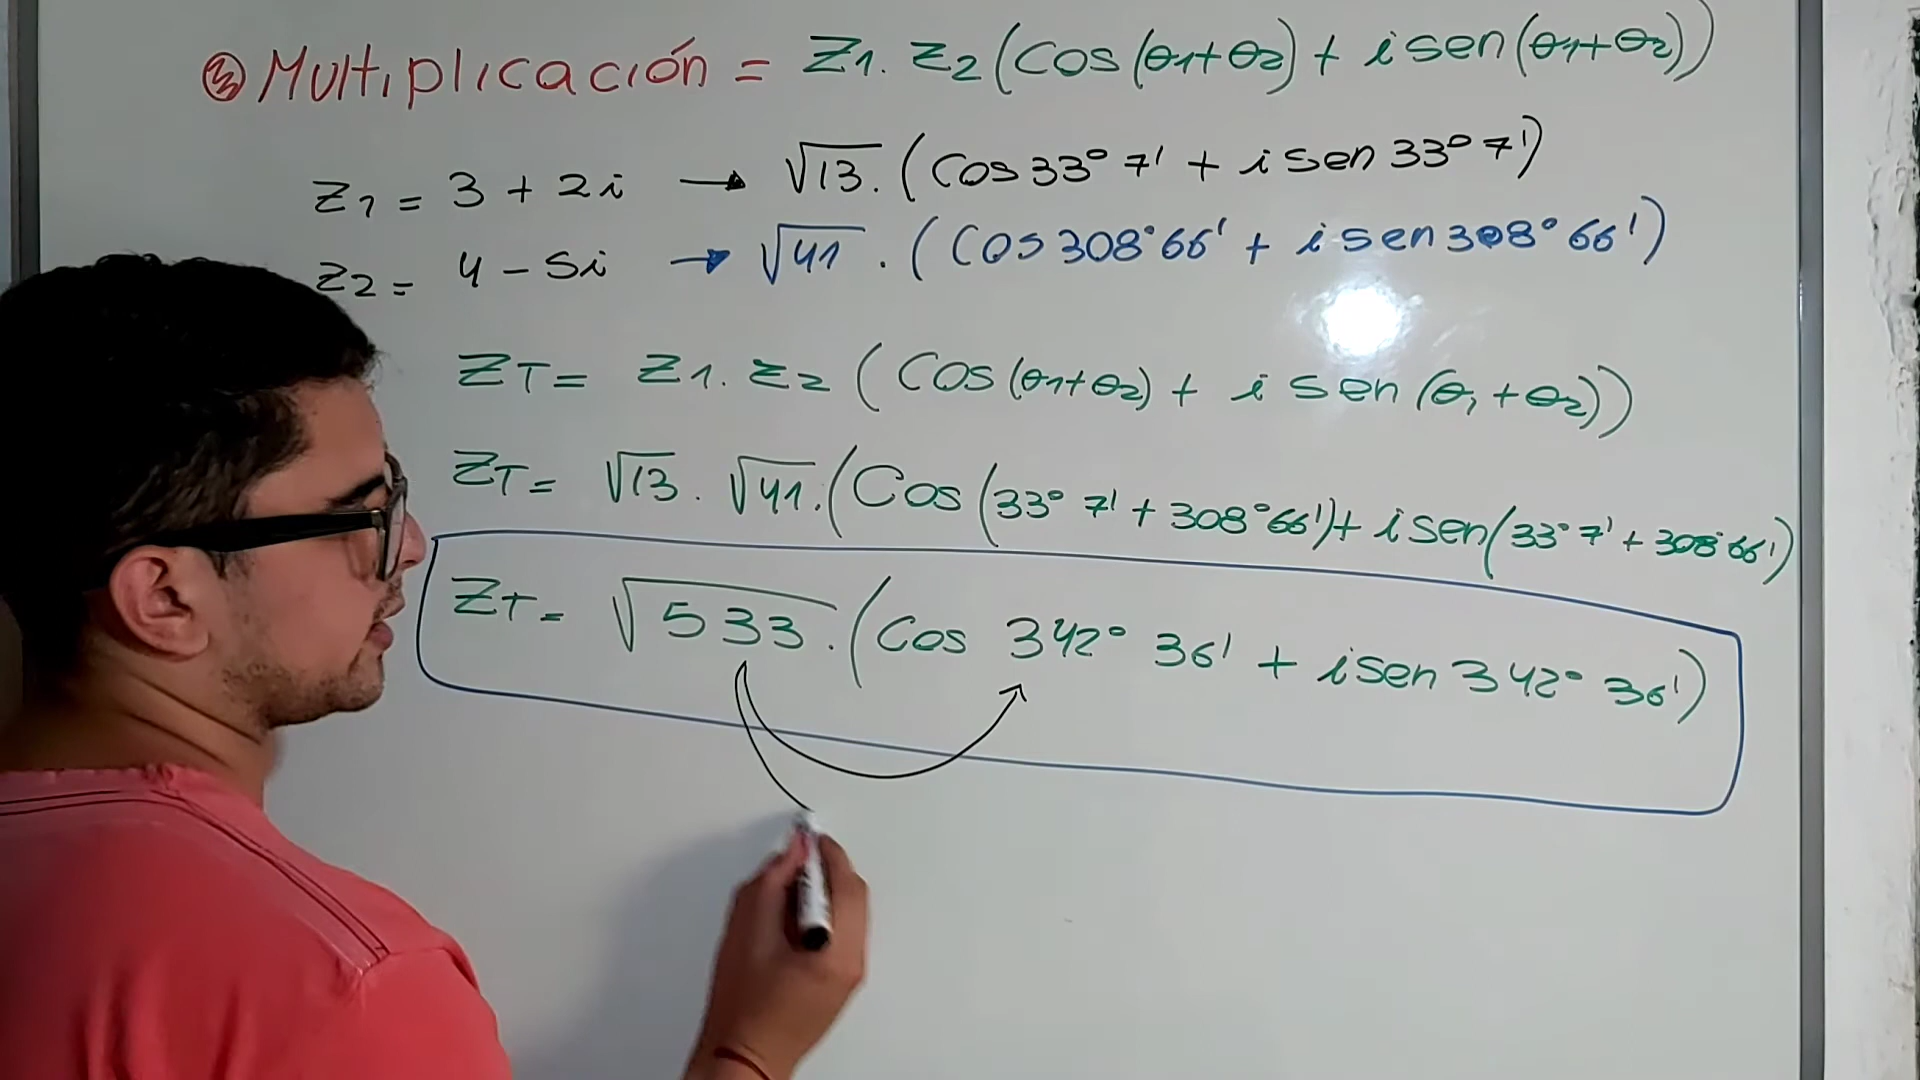 ③ Multiplicación = Z1. Z2 (Cos (θ1+θ2) + i sen (θ1+θ2))
Z1 = 3 + 2i → √13. (Cos 33° 7' + i sen 33° 7')
Z2 = 4 - 5i → √41 . (Cos 308° 66' + i sen 308° 66')
ZT = Z1. Z2 (Cos (θ1+θ2) + i sen (θ1 + θ2))
ZT = √13 . √41. (Cos (33° 7' + 308° 66') + i sen (33° 7' + 308° 66')
ZT = √533. (Cos 342° 36' + i sen 342° 36')